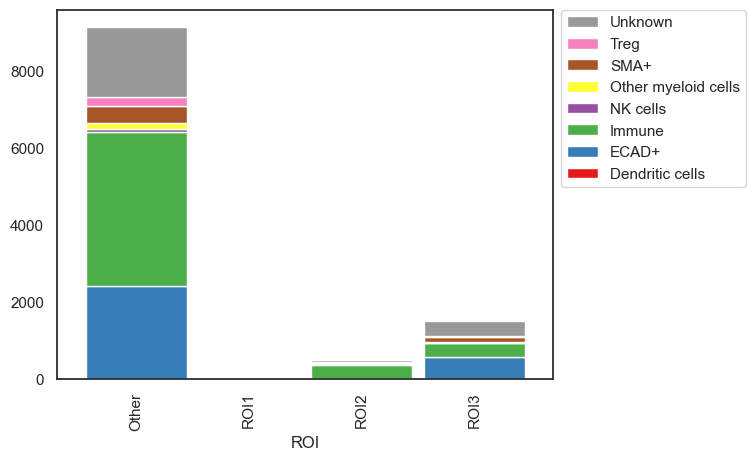 8000
6000
4000
2000
0
Other
ROI1
ROI2
ROI3
ROI
Unknown
Treg
SMA+
Other myeloid cells
NK cells
Immune
ECAD+
Dendritic cells